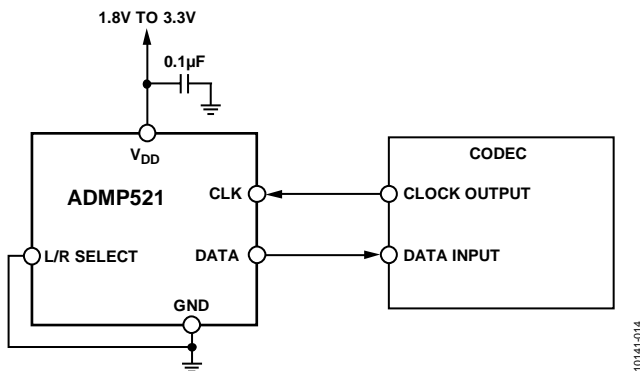 1.8V TO 3.3V
0.1µF
VDD
ADMP521
CLK
L/R SELECT
DATA
GND
CODEC
CLOCK OUTPUT
DATA INPUT
10141-014